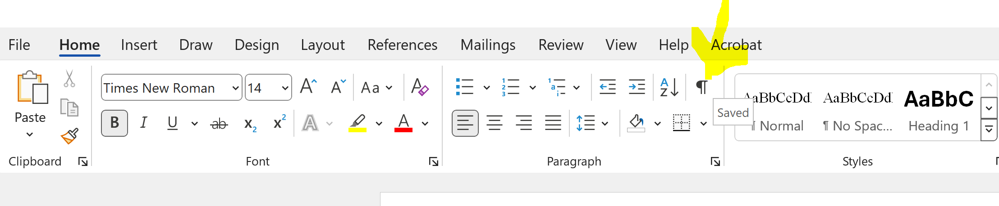 File Home Insert Draw Design Layout References Mailings Review View Help Acrobat
Times New Roman 14 Aa AaBbCcDd AaBbCcDd AaBbC
Paste B I U ab x2 x2 A A Saved
¶ Normal ¶ No Spac... Heading 1
Clipboard Font Paragraph Styles